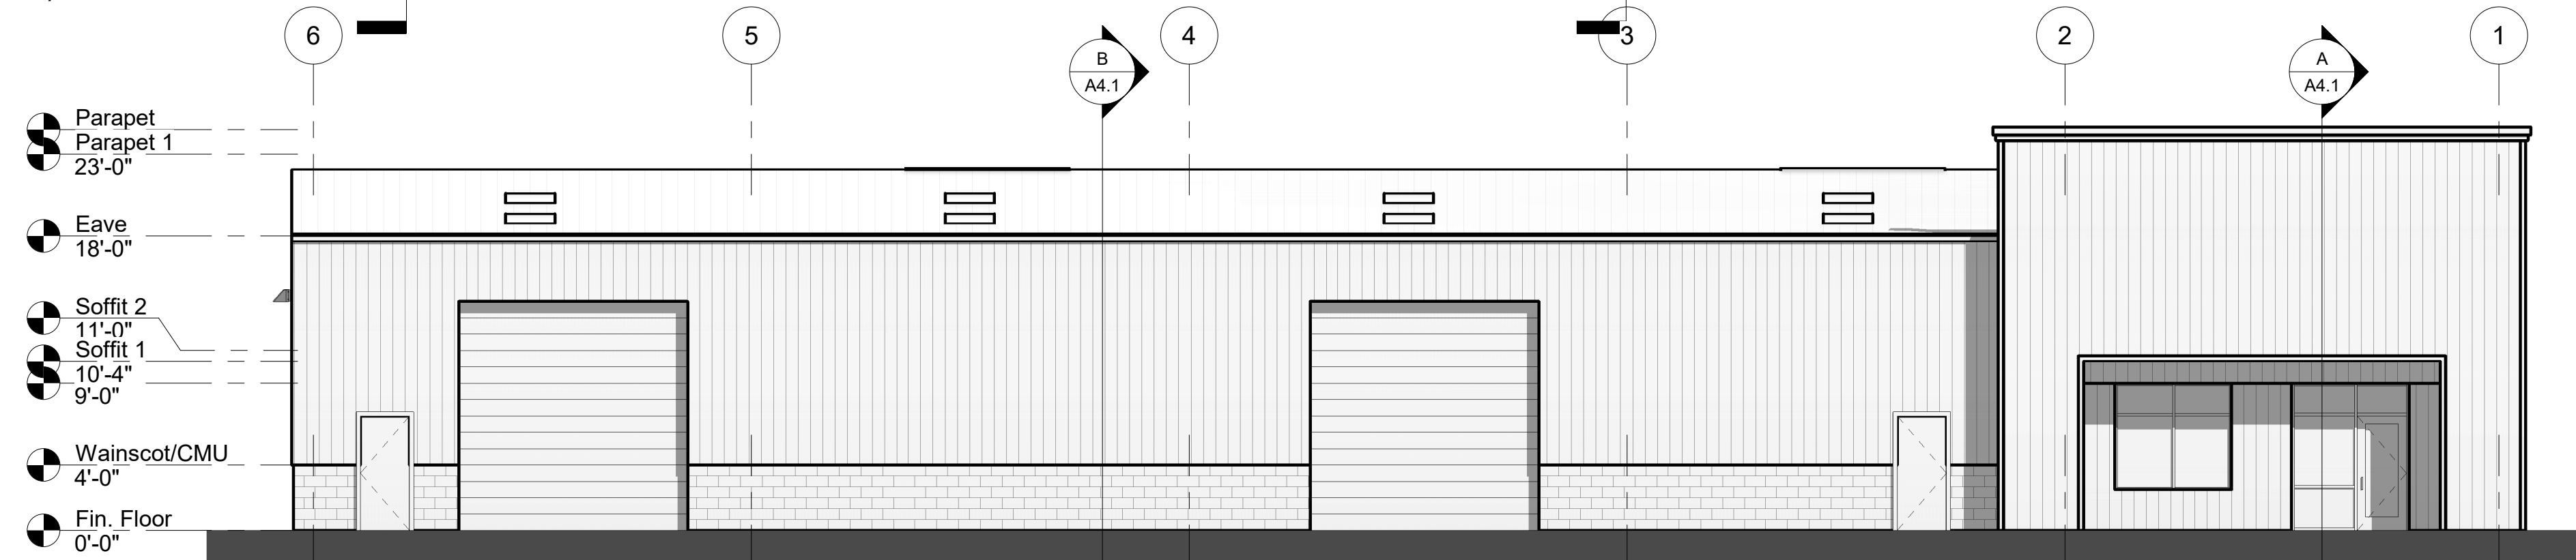 6
5
4
3
2
1
B
A4.1
A
A4.1
Parapet
Parapet 1
23'-0"
Eave
18'-0"
Soffit 2
11'-0"
Soffit 1
10'-4"
9'-0"
Wainscot/CMU
4'-0"
Fin. Floor
0'-0"